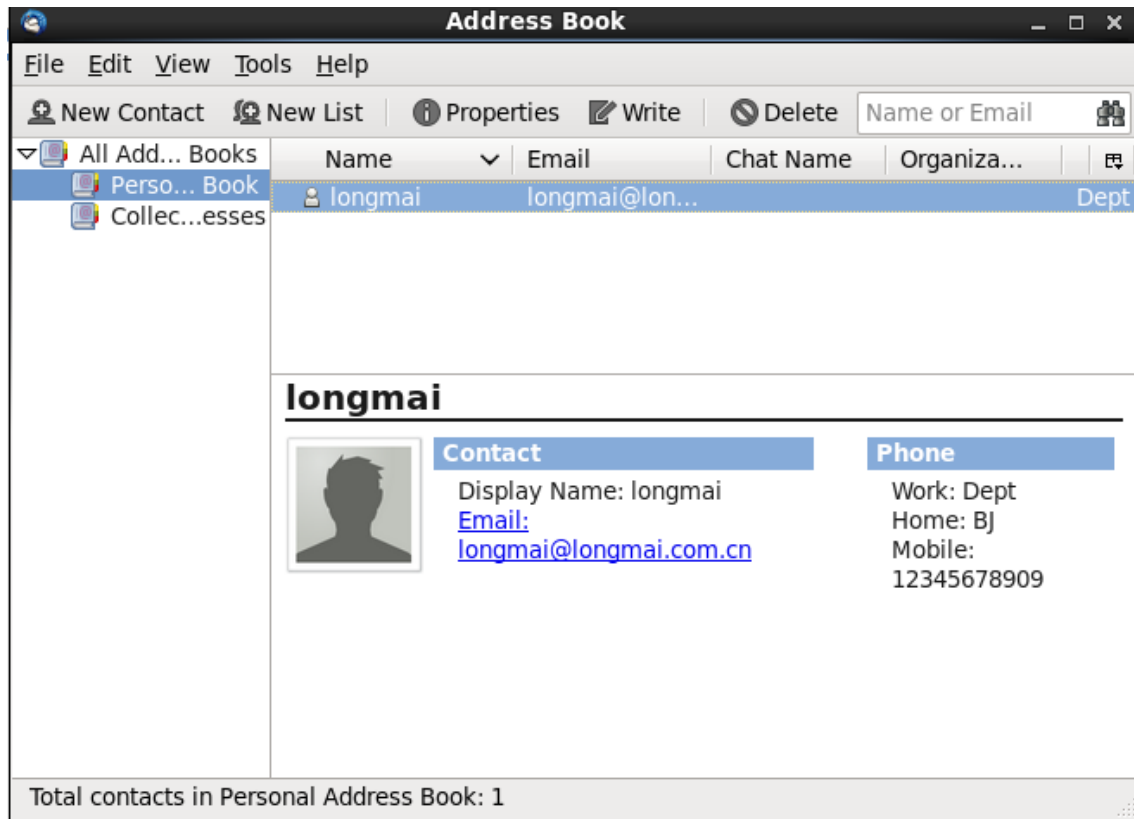 Address Book
File Edit View Tools Help
New Contact New List Properties Write Delete Name or Email
All Add... Books
Perso... Book
Collec...esses
Name Email Chat Name Organiza...
longmai longmai@lon... Dept
longmai
Contact
Display Name: longmai
Email:
longmai@longmai.com.cn
Phone
Work: Dept
Home: BJ
Mobile:
12345678909
Total contacts in Personal Address Book: 1